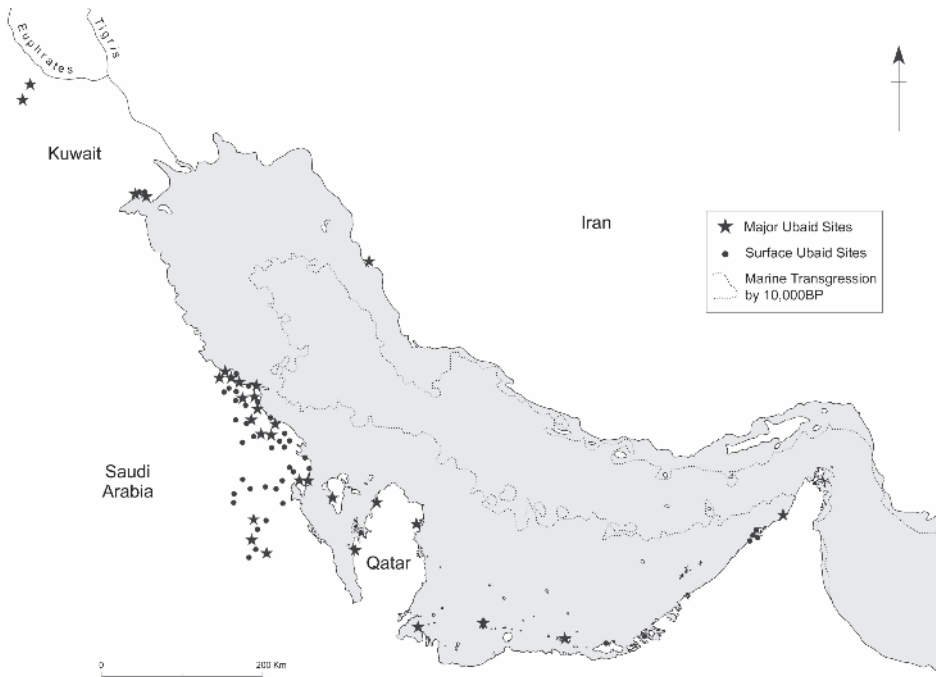 Tigris
Euphrates
Kuwait
Iran
Major Ubaid Sites
Surface Ubaid Sites
Marine Transgression
by 10,000BP
Saudi
Arabia
Qatar
0 200 Km